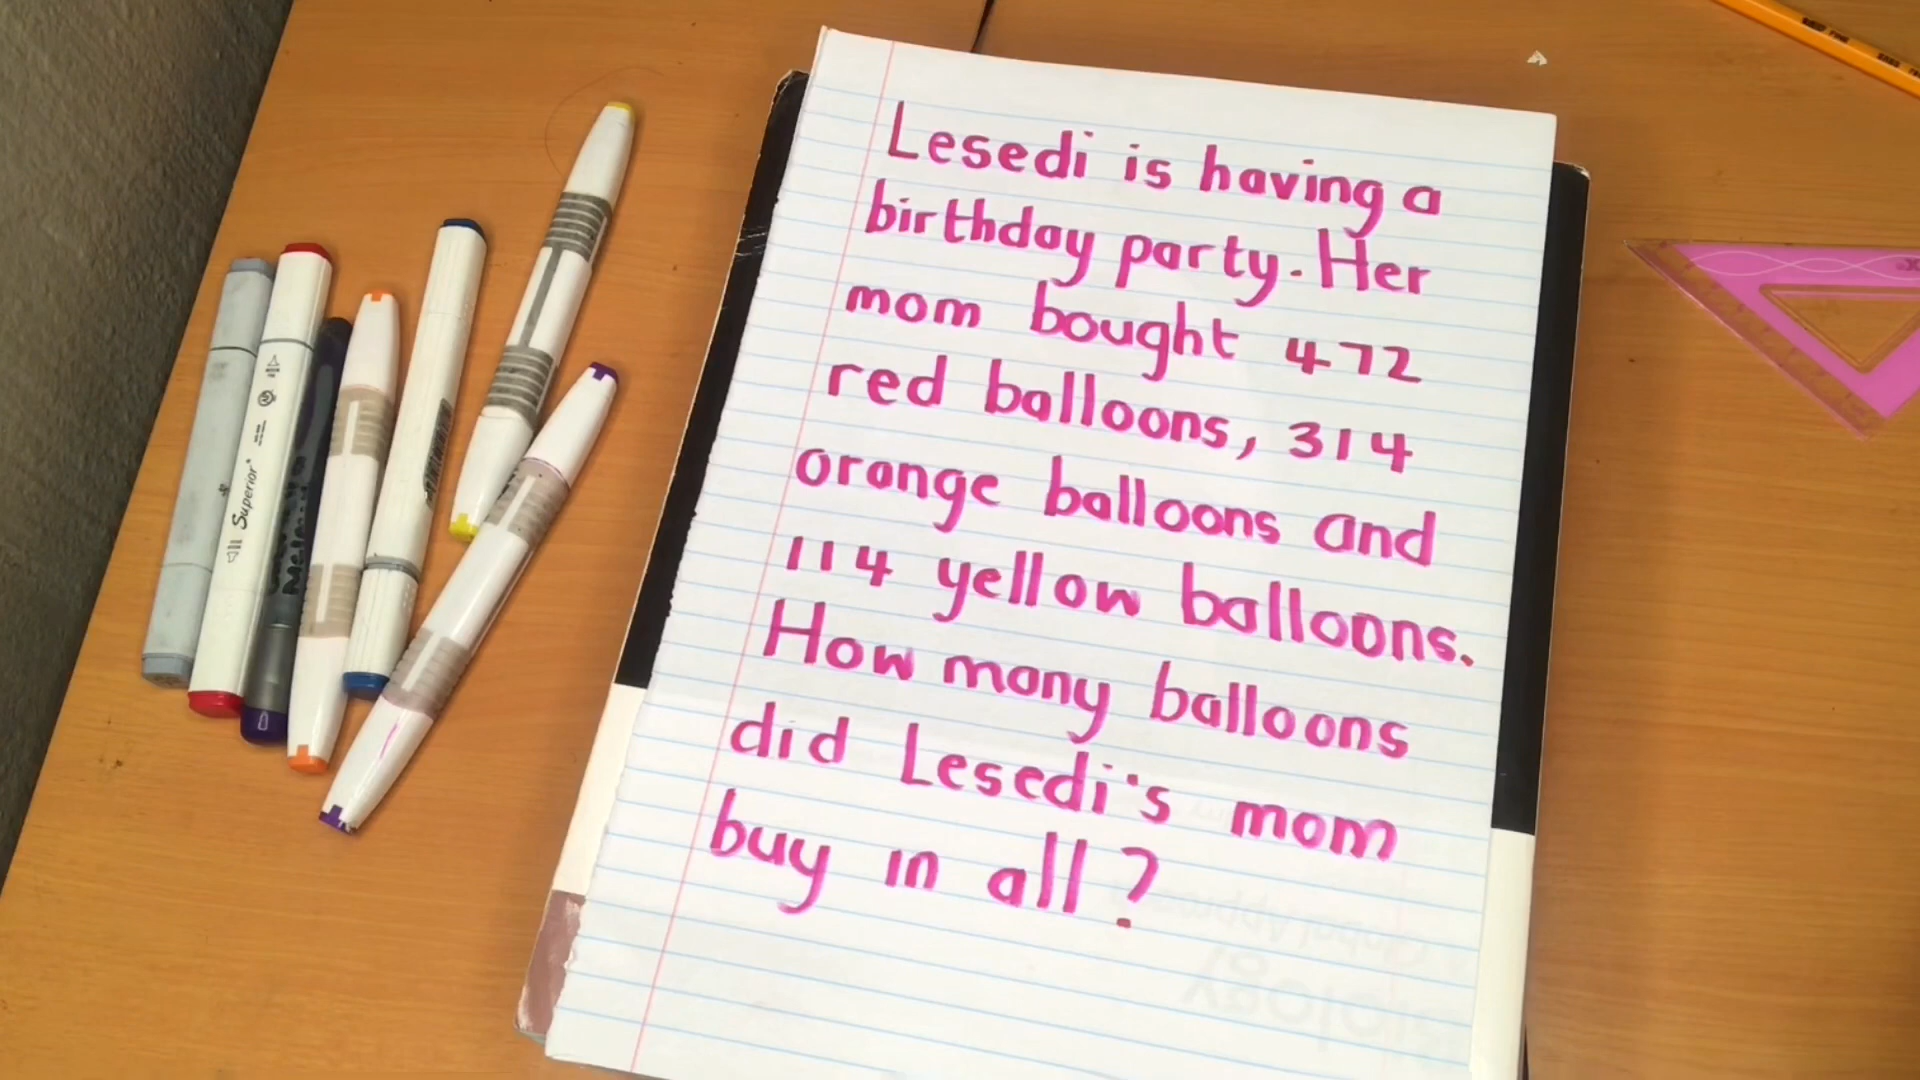 Lesedi is having a
birthday party. Her
mom bought 472
red balloons, 314
orange balloons and
114 yellow balloons.
How many balloons
did Lesedi's mom
buy in all?
Superior